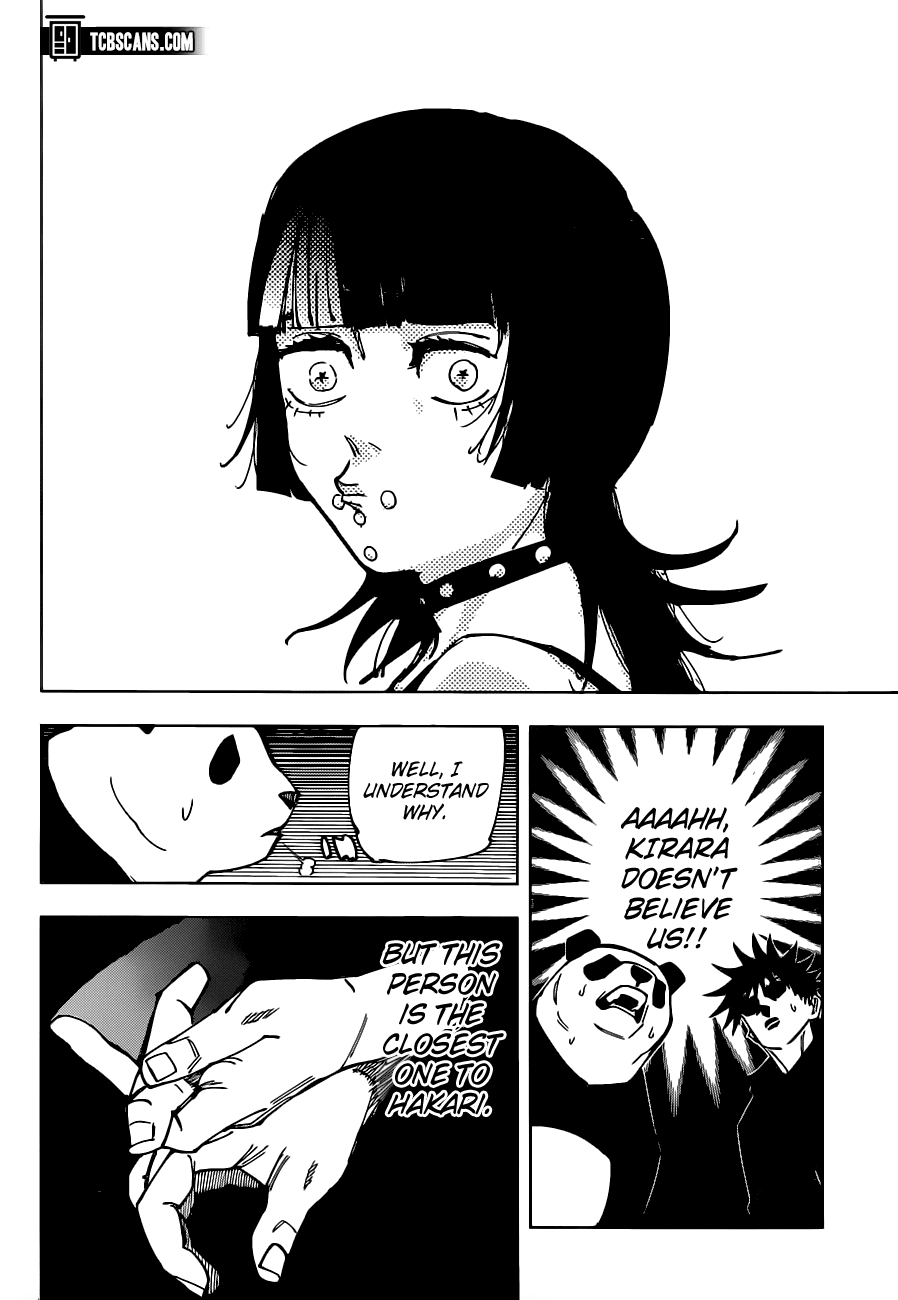 TCBSCANS.COM
AAAAHH,
KIRARA
DOESN'T
BELIEVE
US!!
WELL, I
UNDERSTAND
WHY.
BUT THIS
PERSON
IS THE
CLOSEST
ONE TO
HAKARI.